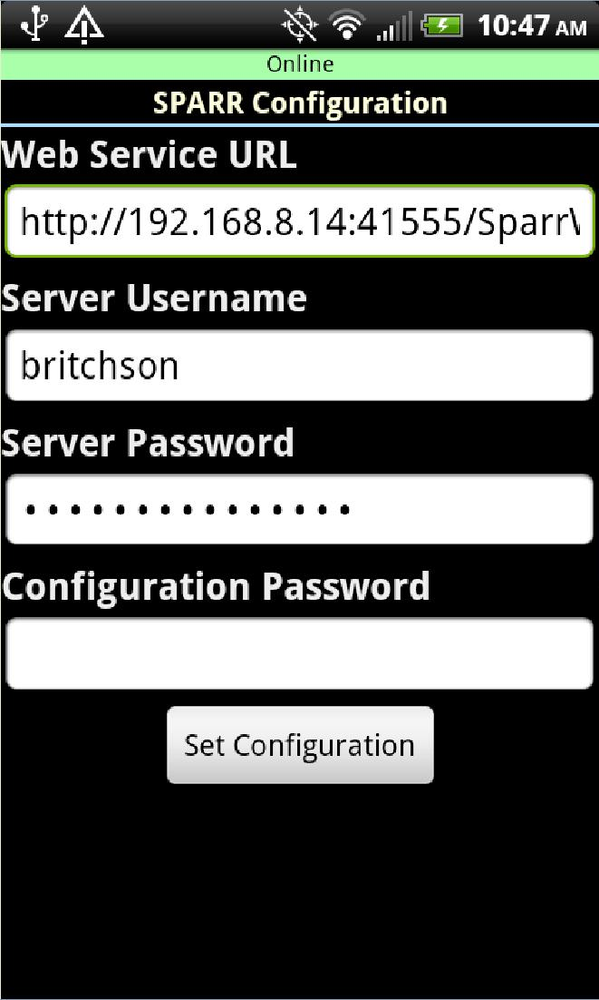 10:47 AM
Online
SPARR Configuration
Web Service URL
http://192.168.8.14:41555/Sparr
Server Username
britchson
Server Password
•••••••••••••••
Configuration Password
Set Configuration